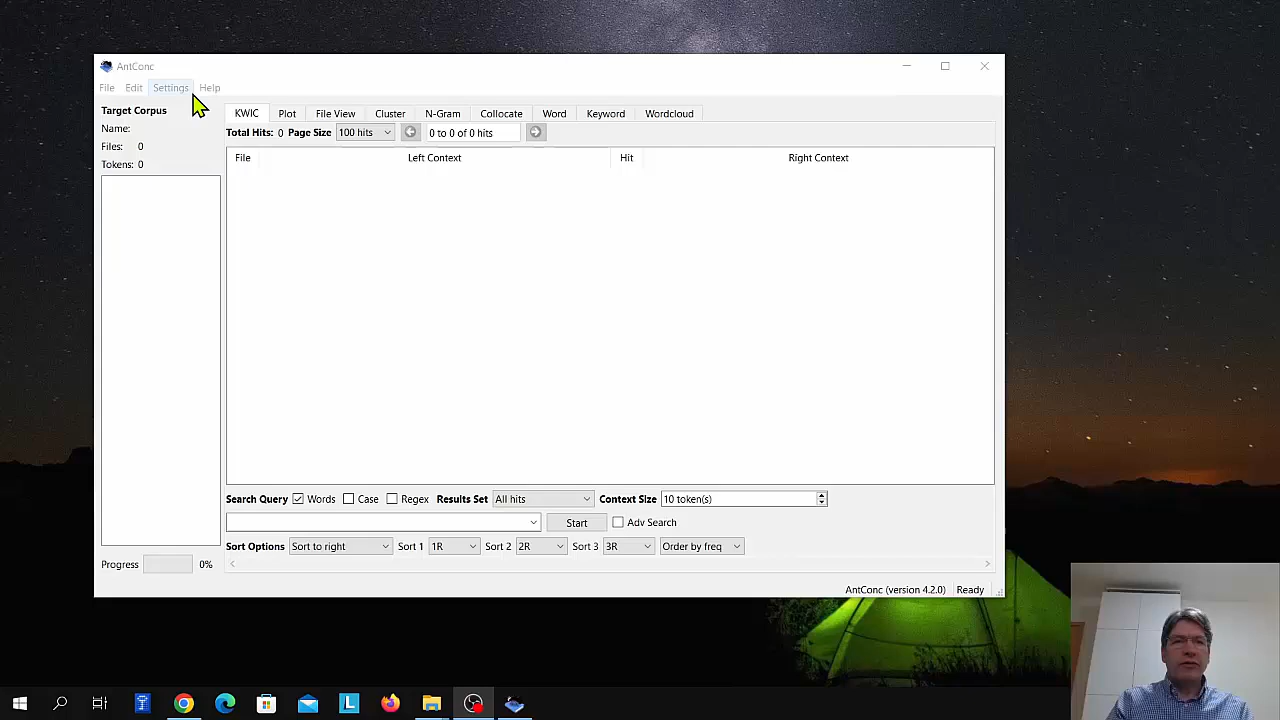 AntConc
File Edit Settings Help
Target Corpus
Name:
Files: 0
Tokens: 0
KWIC Plot File View Cluster N-Gram Collocate Word Keyword Wordcloud
Total Hits: 0 Page Size 100 hits 0 to 0 of 0 hits
File Left Context Hit Right Context
Search Query Words Case Regex Results Set All hits Context Size 10 token(s)
Start Adv Search
Sort Options Sort to right Sort 1 1R Sort 2 2R Sort 3 3R Order by freq
Progress 0%
AntConc (version 4.2.0) Ready
L